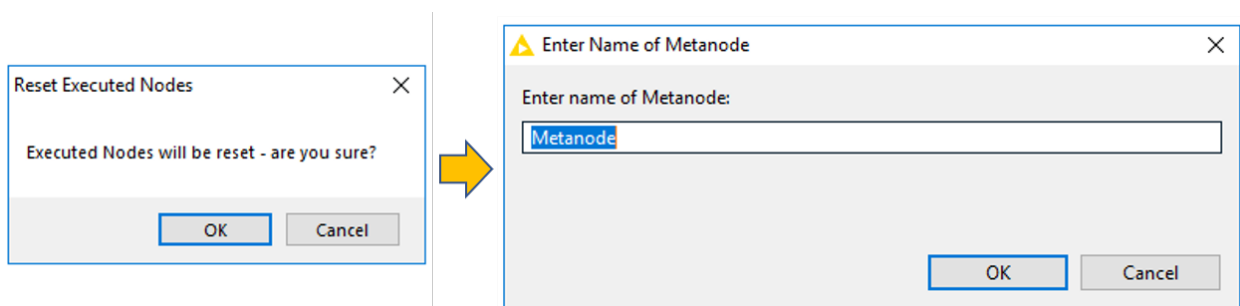 Reset Executed Nodes
Executed Nodes will be reset - are you sure?
OK Cancel
Enter Name of Metanode
Enter name of Metanode:
Metanode
OK Cancel